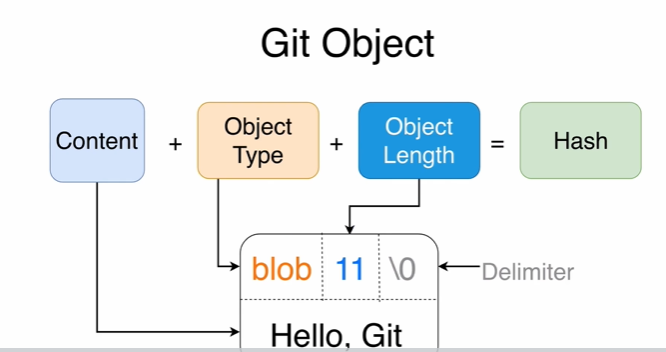 Git Object
Content + Object Type + Object Length = Hash
blob 11 \0
Delimiter
Hello, Git